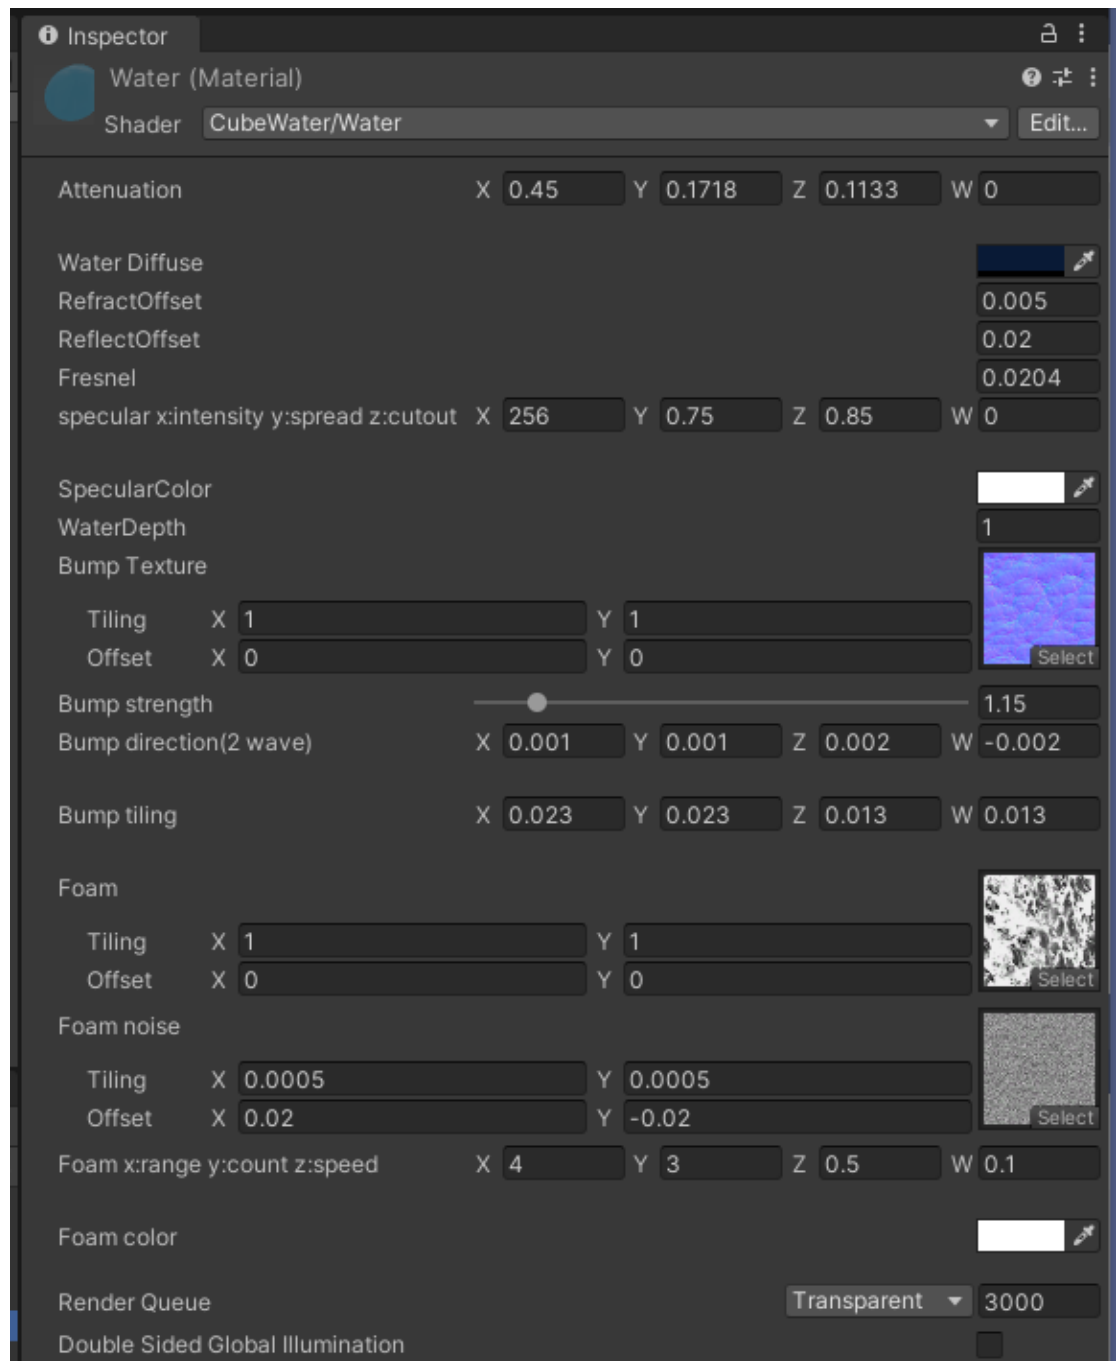 Inspector
Water (Material)
Shader CubeWater/Water Edit...
Attenuation X 0.45 Y 0.1718 Z 0.1133 W 0
Water Diffuse
RefractOffset 0.005
ReflectOffset 0.02
Fresnel 0.0204
specular x:intensity y:spread z:cutout X 256 Y 0.75 Z 0.85 W 0
SpecularColor
WaterDepth 1
Bump Texture
Tiling X 1 Y 1
Offset X 0 Y 0 Select
Bump strength 1.15
Bump direction(2 wave) X 0.001 Y 0.001 Z 0.002 W -0.002
Bump tiling X 0.023 Y 0.023 Z 0.013 W 0.013
Foam
Tiling X 1 Y 1
Offset X 0 Y 0 Select
Foam noise
Tiling X 0.0005 Y 0.0005
Offset X 0.02 Y -0.02 Select
Foam x:range y:count z:speed X 4 Y 3 Z 0.5 W 0.1
Foam color
Render Queue Transparent 3000
Double Sided Global Illumination